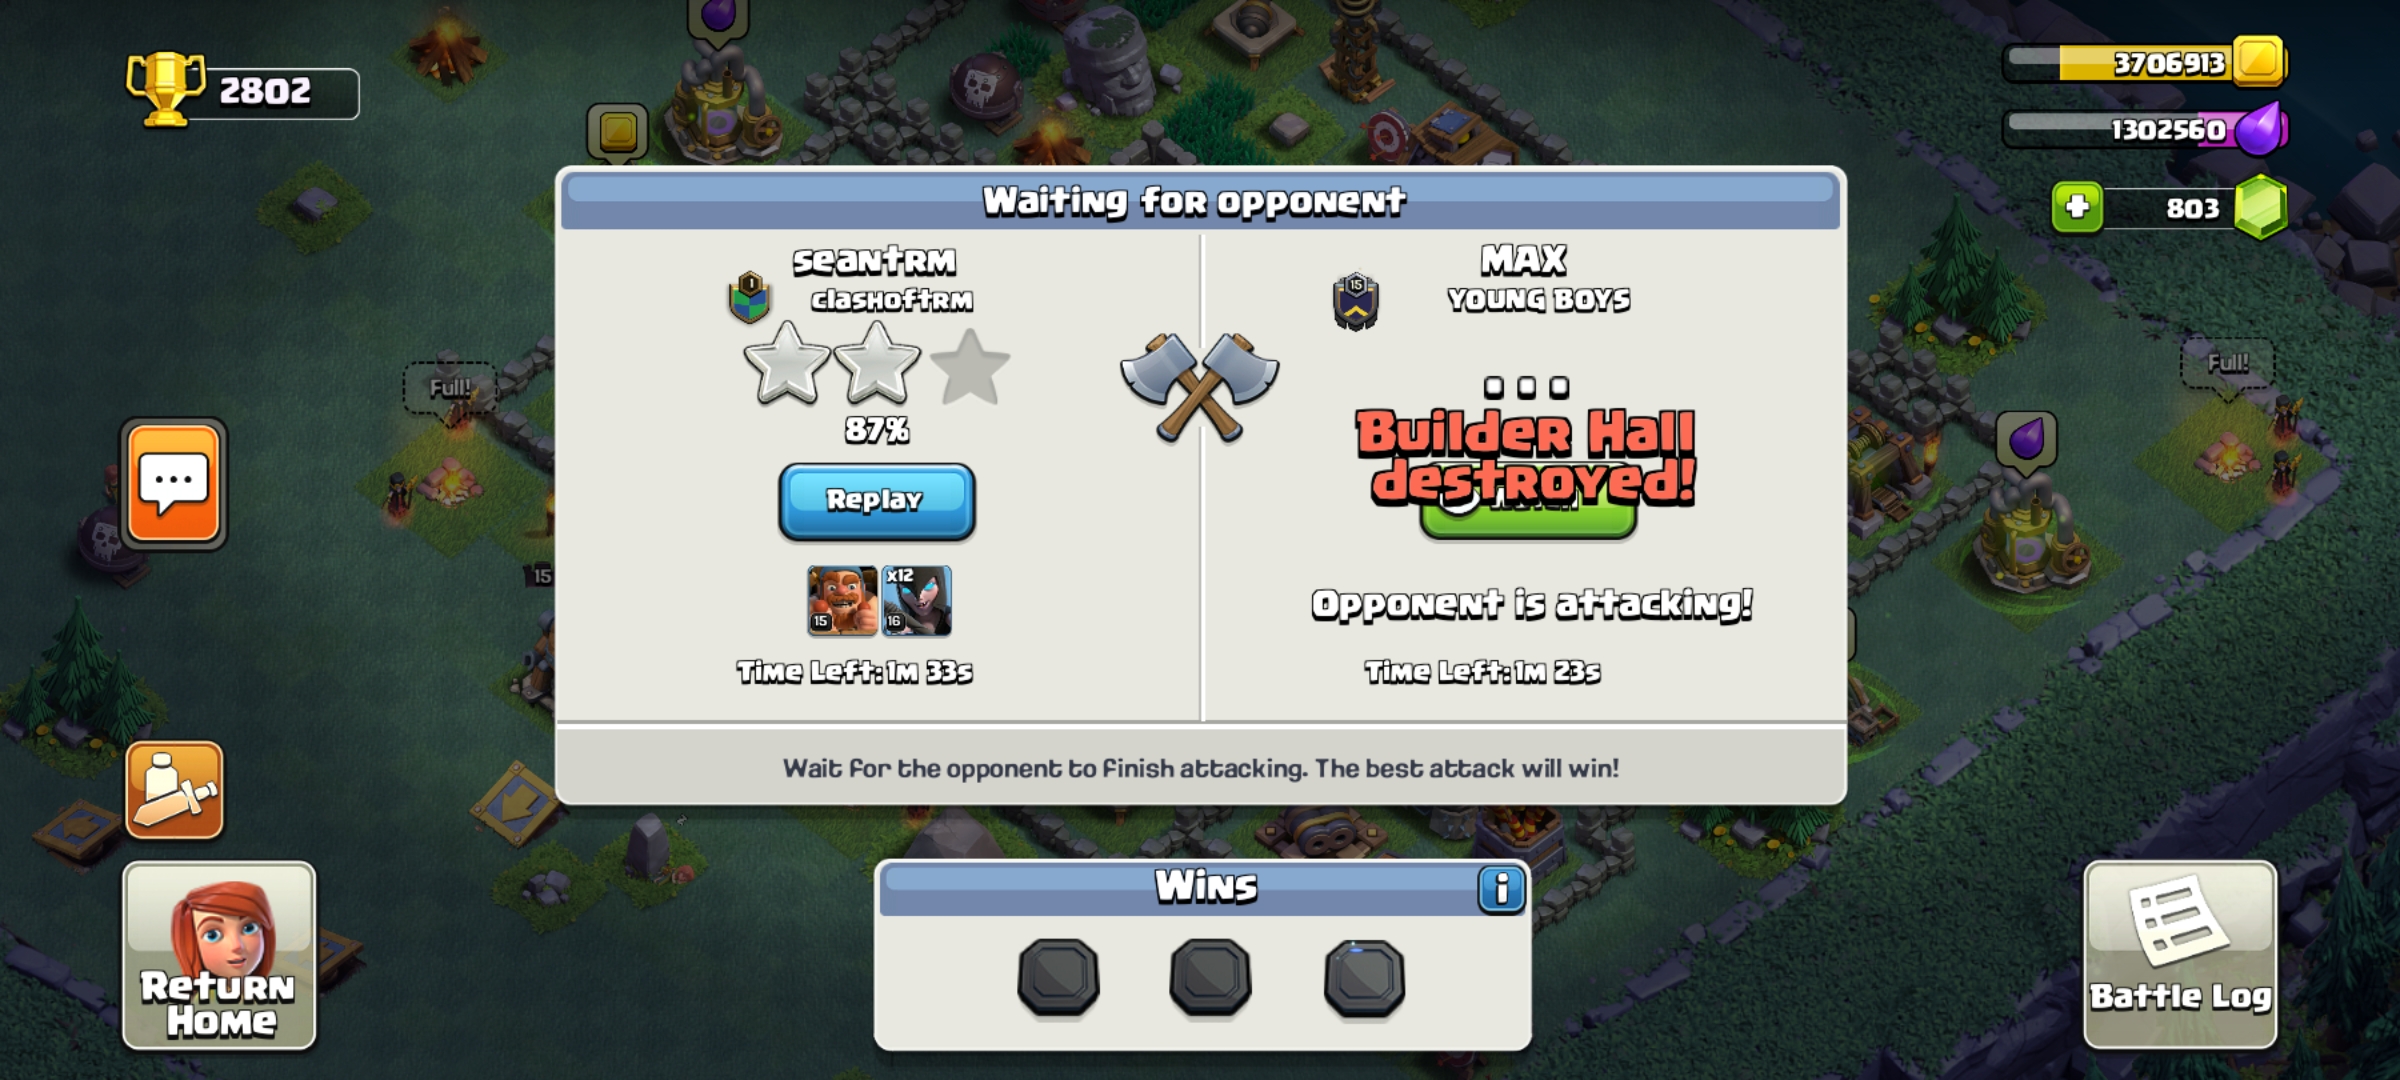 2802
3706913
1302560
803
Waiting for opponent
seantrm
clashoftrm
1
87%
Replay
x12
15
16
Time Left:1m 33s
MAX
YOUNG BOYS
15
Builder Hall
destroyed!
Opponent is attacking!
Time Left:1m 23s
Wait for the opponent to finish attacking. The best attack will win!
Full!
Full!
15
z
Wins
i
Return
Home
Battle Log